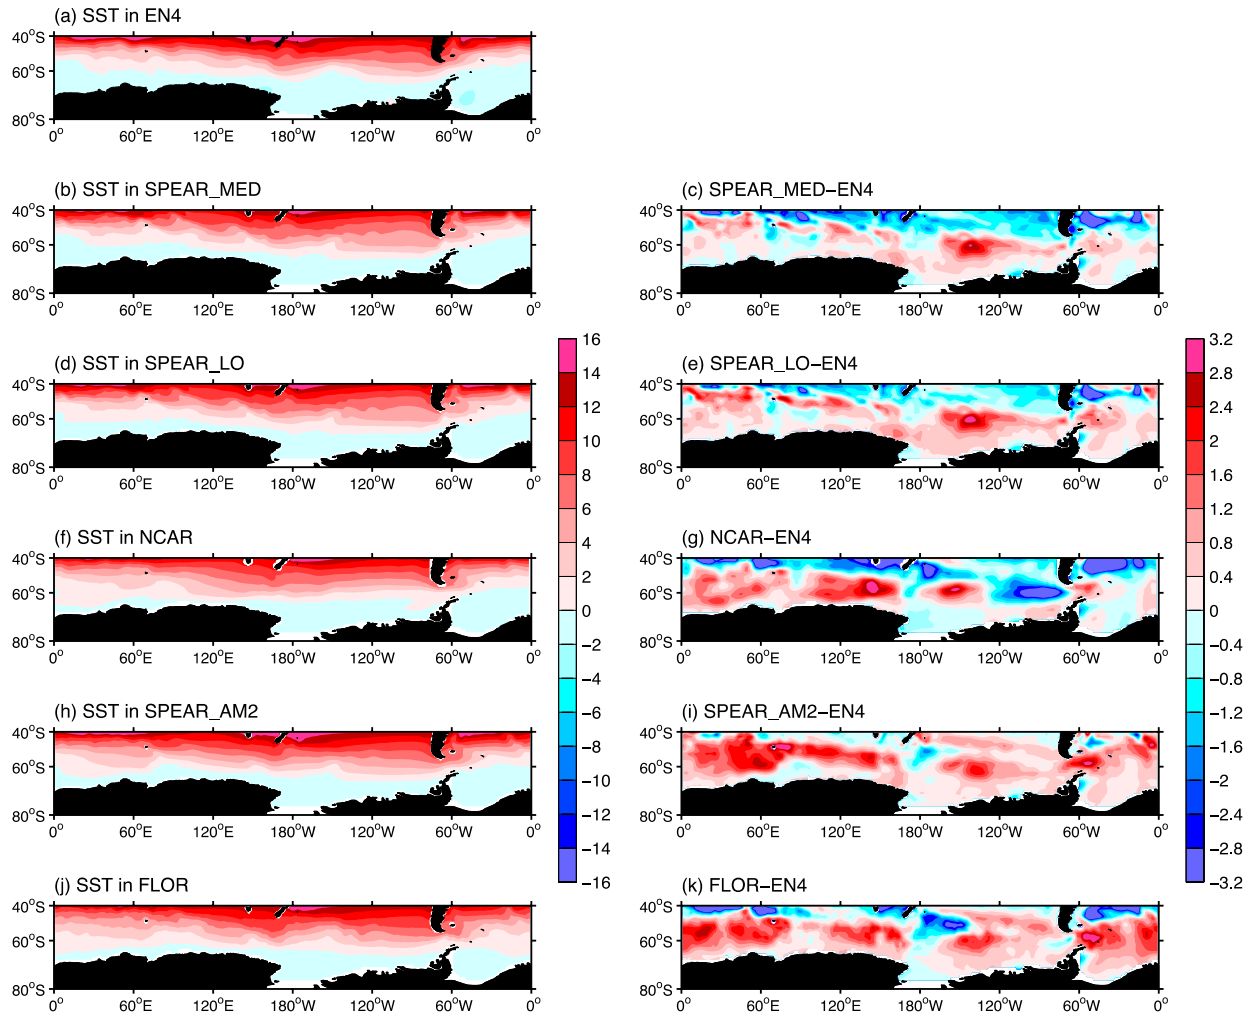 (a) SST in EN4
40°S
60°S
80°S
0° 60°E 120°E 180°W 120°W 60°W 0°
(b) SST in SPEAR_MED
40°S
60°S
80°S
0° 60°E 120°E 180°W 120°W 60°W 0°
(c) SPEAR_MED−EN4
40°S
60°S
80°S
0° 60°E 120°E 180°W 120°W 60°W 0°
(d) SST in SPEAR_LO
40°S
60°S
80°S
0° 60°E 120°E 180°W 120°W 60°W 0°
(e) SPEAR_LO−EN4
40°S
60°S
80°S
0° 60°E 120°E 180°W 120°W 60°W 0°
(f) SST in NCAR
40°S
60°S
80°S
0° 60°E 120°E 180°W 120°W 60°W 0°
(g) NCAR−EN4
40°S
60°S
80°S
0° 60°E 120°E 180°W 120°W 60°W 0°
(h) SST in SPEAR_AM2
40°S
60°S
80°S
0° 60°E 120°E 180°W 120°W 60°W 0°
(i) SPEAR_AM2−EN4
40°S
60°S
80°S
0° 60°E 120°E 180°W 120°W 60°W 0°
(j) SST in FLOR
40°S
60°S
80°S
0° 60°E 120°E 180°W 120°W 60°W 0°
(k) FLOR−EN4
40°S
60°S
80°S
0° 60°E 120°E 180°W 120°W 60°W 0°
16
14
12
10
8
6
4
2
0
−2
−4
−6
−8
−10
−12
−14
−16
3.2
2.8
2.4
2
1.6
1.2
0.8
0.4
0
−0.4
−0.8
−1.2
−1.6
−2
−2.4
−2.8
−3.2